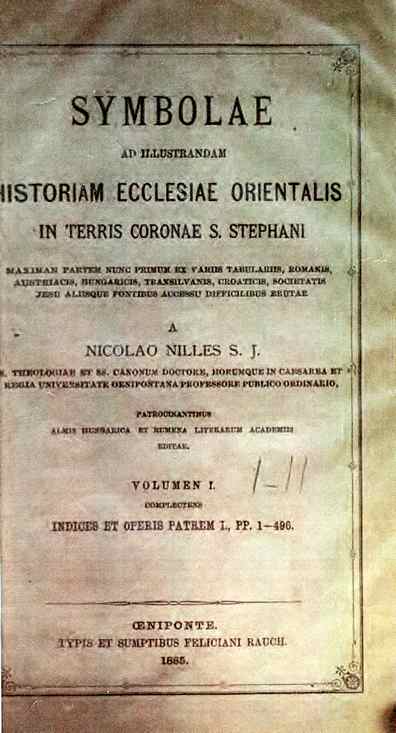 SYMBOLAE
AD ILLUSTRANDAM
HISTORIAM ECCLESIAE ORIENTALIS
IN TERRIS CORONAE S. STEPHANI
MAXIMAM PARTEM NUNC PRIMUM EX VARIIS TABULARIIS, ROMANIS,
AUSTRIACIS, HUNGARICIS, TRANSILVANIS, CROATICIS, SOCIETATIS
JESU ALIISQUE FONTIBUS ACCESSU DIFFICILIBUS ERUTAE
A
NICOLAO NILLES S. J.
S. THEOLOGIAE ET SS. CANONUM DOCTORE, HORUMQUE IN CAESAREA ET
REGIA UNIVERSITATE OENIPONTANA PROFESSORE PUBLICO ORDINARIO,
PATROCINANTIBUS
ALMIS HUNGARICA ET RUMENA LITERARUM ACADEMIIS
EDITAE.
VOLUMEN I.
I-II
COMPLECTENS
INDICES ET OPERIS PATREM I., PP. 1–496.
ŒNIPONTE.
TYPIS ET SUMPTIBUS FELICIANI RAUCH.
1885.